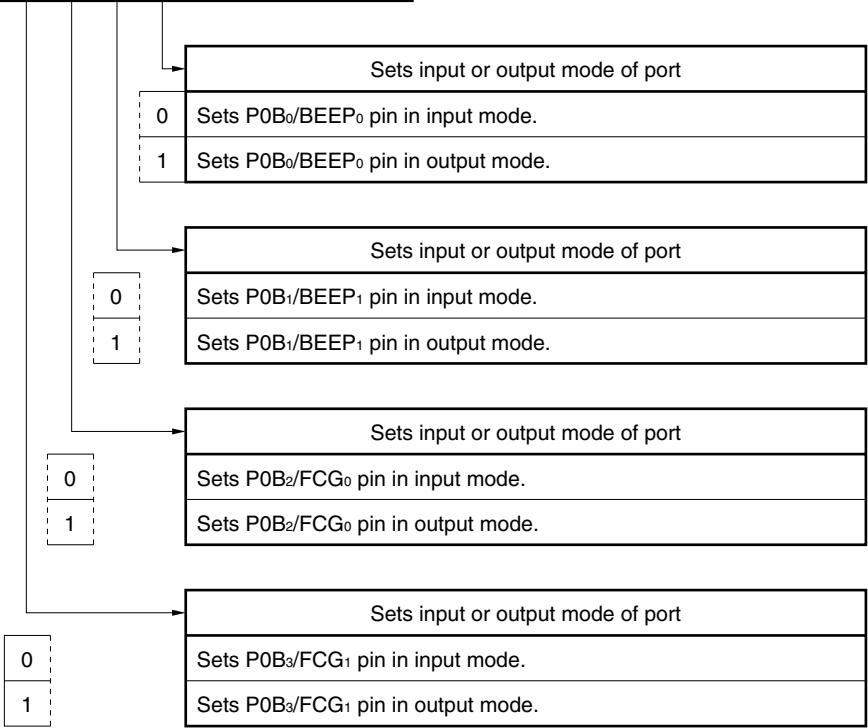 Sets input or output mode of port
0 Sets P0B₀/BEEP₀ pin in input mode.
1 Sets P0B₀/BEEP₀ pin in output mode.
Sets input or output mode of port
0 Sets P0B₁/BEEP₁ pin in input mode.
1 Sets P0B₁/BEEP₁ pin in output mode.
Sets input or output mode of port
0 Sets P0B₂/FCG₀ pin in input mode.
1 Sets P0B₂/FCG₀ pin in output mode.
Sets input or output mode of port
0 Sets P0B₃/FCG₁ pin in input mode.
1 Sets P0B₃/FCG₁ pin in output mode.